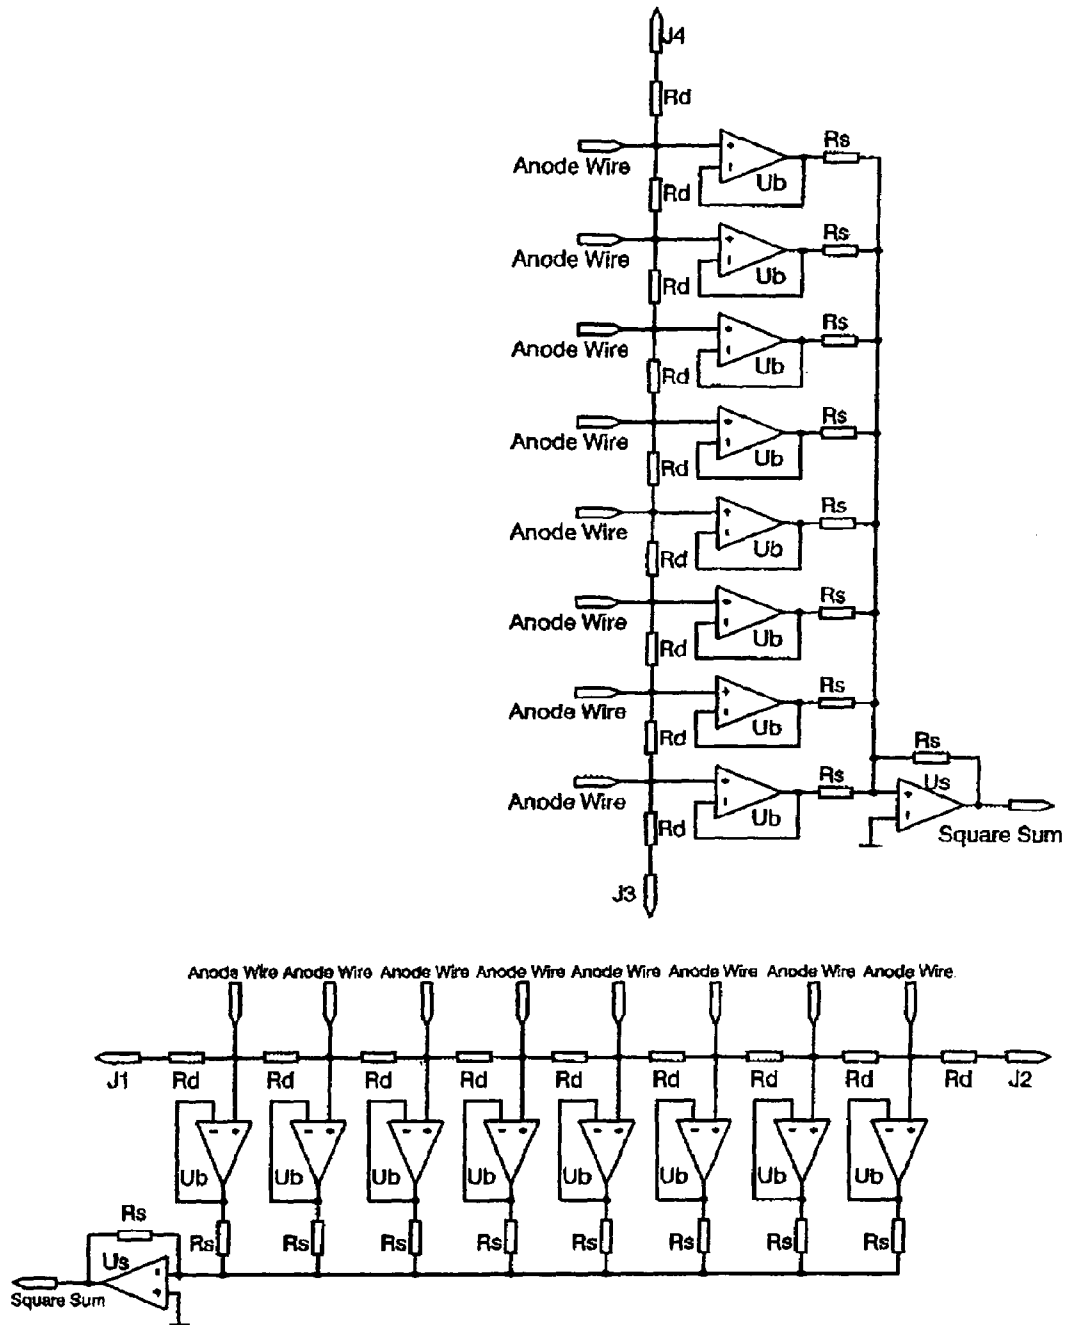 J4
Rd
Anode Wire
Rs
Ub
Rd
Anode Wire
Rs
Ub
Rd
Anode Wire
Rs
Ub
Rd
Anode Wire
Rs
Ub
Rd
Anode Wire
Rs
Ub
Rd
Anode Wire
Rs
Ub
Rd
Anode Wire
Rs
Ub
Rd
Anode Wire
Rs
Ub
Rd
Rs
Us
Square Sum
J3
Anode Wire Anode Wire Anode Wire Anode Wire Anode Wire Anode Wire Anode Wire Anode Wire
J1 Rd Rd Rd Rd Rd Rd Rd Rd Rd J2
Ub Ub Ub Ub Ub Ub Ub Ub
Rs
Rs Rs Rs Rs Rs Rs Rs Rs
Us
Square Sum